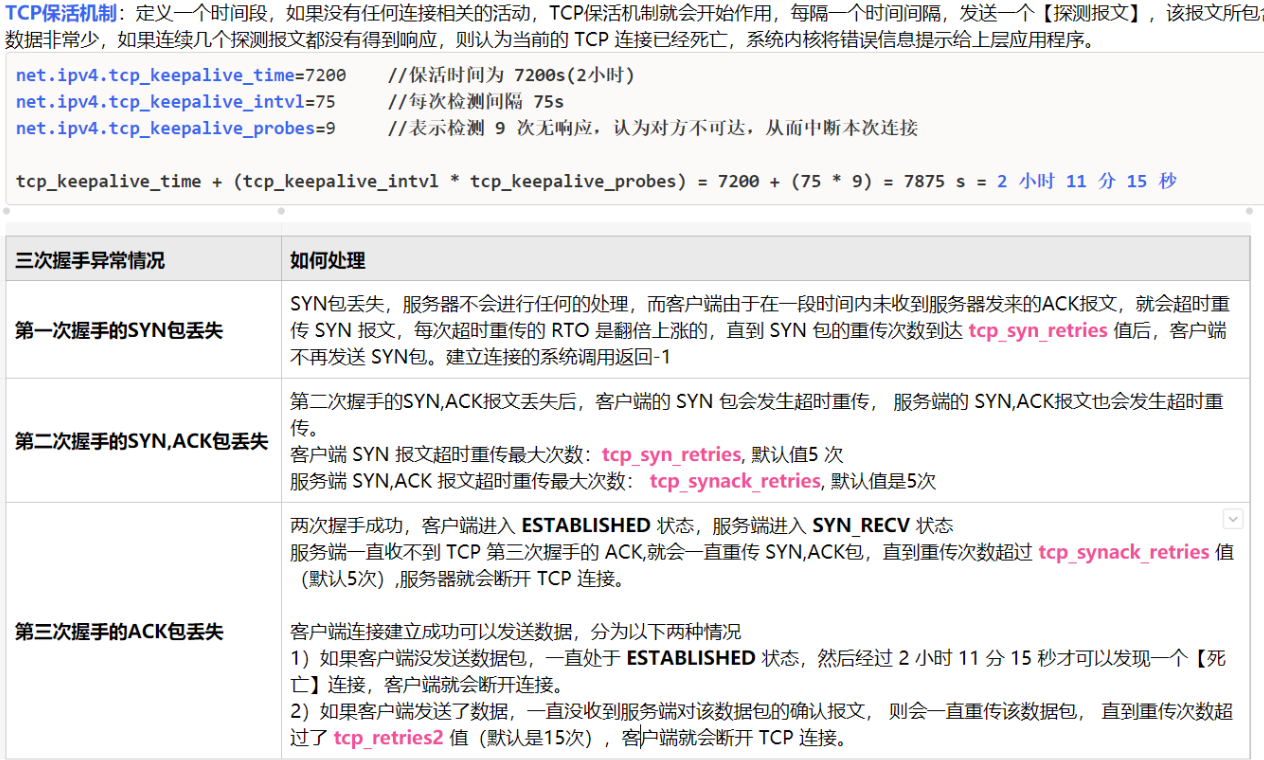 TCP保活机制：定义一个时间段，如果没有任何连接相关的活动，TCP保活机制就会开始作用，每隔一个时间间隔，发送一个【探测报文】，该报文所包
数据非常少，如果连续几个探测报文都没有得到响应，则认为当前的 TCP 连接已经死亡，系统内核将错误信息提示给上层应用程序。
net.ipv4.tcp_keepalive_time=7200 //保活时间为 7200s(2小时)
net.ipv4.tcp_keepalive_intvl=75 //每次检测间隔 75s
net.ipv4.tcp_keepalive_probes=9 //表示检测 9 次无响应，认为对方不可达，从而中断本次连接
tcp_keepalive_time + (tcp_keepalive_intvl * tcp_keepalive_probes) = 7200 + (75 * 9) = 7875 s = 2 小时 11 分 15 秒
三次握手异常情况 如何处理
第一次握手的SYN包丢失
SYN包丢失，服务器不会进行任何的处理，而客户端由于在一段时间内未收到服务器发来的ACK报文，就会超时重
传 SYN 报文，每次超时重传的 RTO 是翻倍上涨的，直到 SYN 包的重传次数到达 tcp_syn_retries 值后，客户端
不再发送 SYN包。建立连接的系统调用返回-1
第二次握手的SYN,ACK包丢失
第二次握手的SYN,ACK报文丢失后，客户端的 SYN 包会发生超时重传， 服务端的 SYN,ACK报文也会发生超时重
传。
客户端 SYN 报文超时重传最大次数：tcp_syn_retries, 默认值5 次
服务端 SYN,ACK 报文超时重传最大次数： tcp_synack_retries, 默认值是5次
第三次握手的ACK包丢失
两次握手成功，客户端进入 ESTABLISHED 状态，服务端进入 SYN_RECV 状态
服务端一直收不到 TCP 第三次握手的 ACK,就会一直重传 SYN,ACK包，直到重传次数超过 tcp_synack_retries 值
（默认5次）,服务器就会断开 TCP 连接。
客户端连接建立成功可以发送数据，分为以下两种情况
1）如果客户端没发送数据包，一直处于 ESTABLISHED 状态，然后经过 2 小时 11 分 15 秒才可以发现一个【死
亡】连接，客户端就会断开连接。
2）如果客户端发送了数据，一直没收到服务端对该数据包的确认报文， 则会一直重传该数据包， 直到重传次数超
过了 tcp_retries2 值（默认是15次），客户端就会断开 TCP 连接。